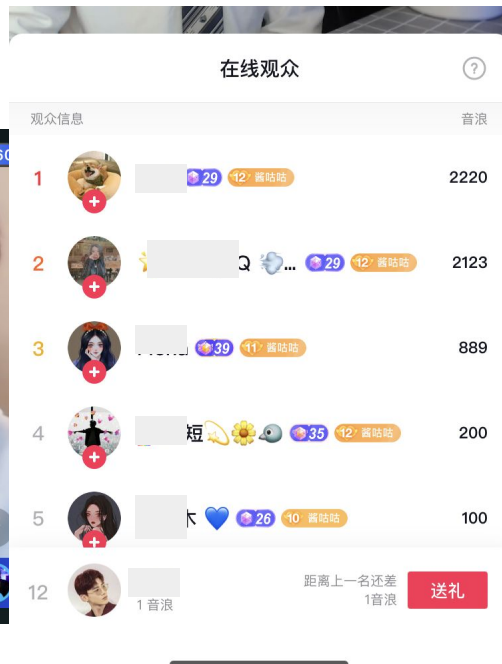 在线观众
?
观众信息 音浪
1 29 12 酱咕咕 2220
2 Q ... 29 12 酱咕咕 2123
3 39 11 酱咕咕 889
4 短 35 12 酱咕咕 200
5 26 10 酱咕咕 100
12 1 音浪
距离上一名还差
1音浪
送礼